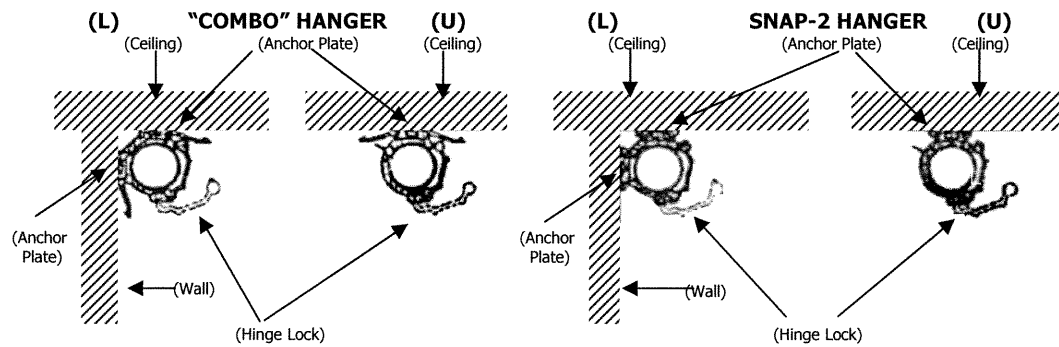 (L) “COMBO” HANGER (U)
(Ceiling) (Anchor Plate) (Ceiling)
(Anchor
Plate)
(Wall)
(Hinge Lock)
(L) SNAP-2 HANGER (U)
(Ceiling) (Anchor Plate) (Ceiling)
(Anchor
Plate)
(Wall)
(Hinge Lock)